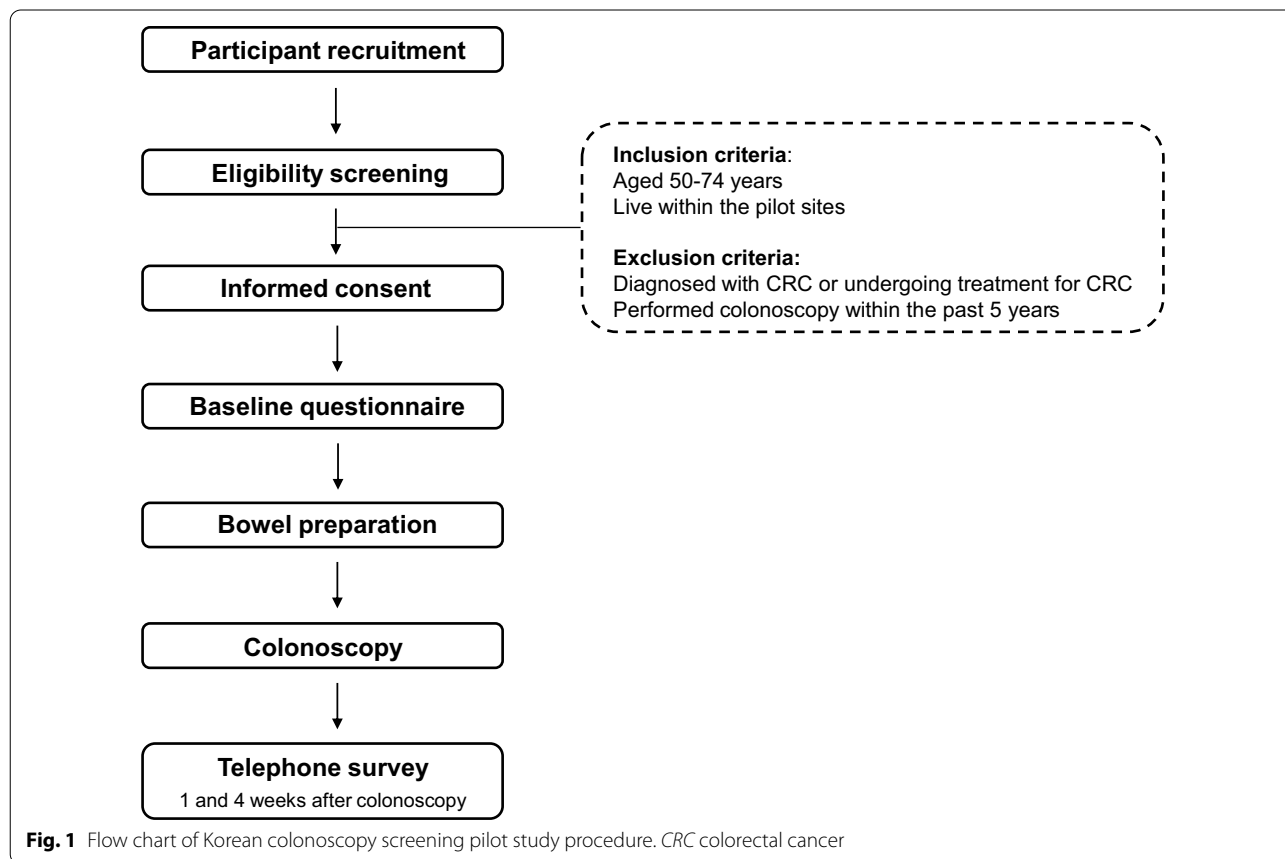 Participant recruitment
Eligibility screening
Inclusion criteria:
Aged 50-74 years
Live within the pilot sites
Exclusion criteria:
Diagnosed with CRC or undergoing treatment for CRC
Performed colonoscopy within the past 5 years
Informed consent
Baseline questionnaire
Bowel preparation
Colonoscopy
Telephone survey
1 and 4 weeks after colonoscopy
Fig. 1 Flow chart of Korean colonoscopy screening pilot study procedure. CRC colorectal cancer